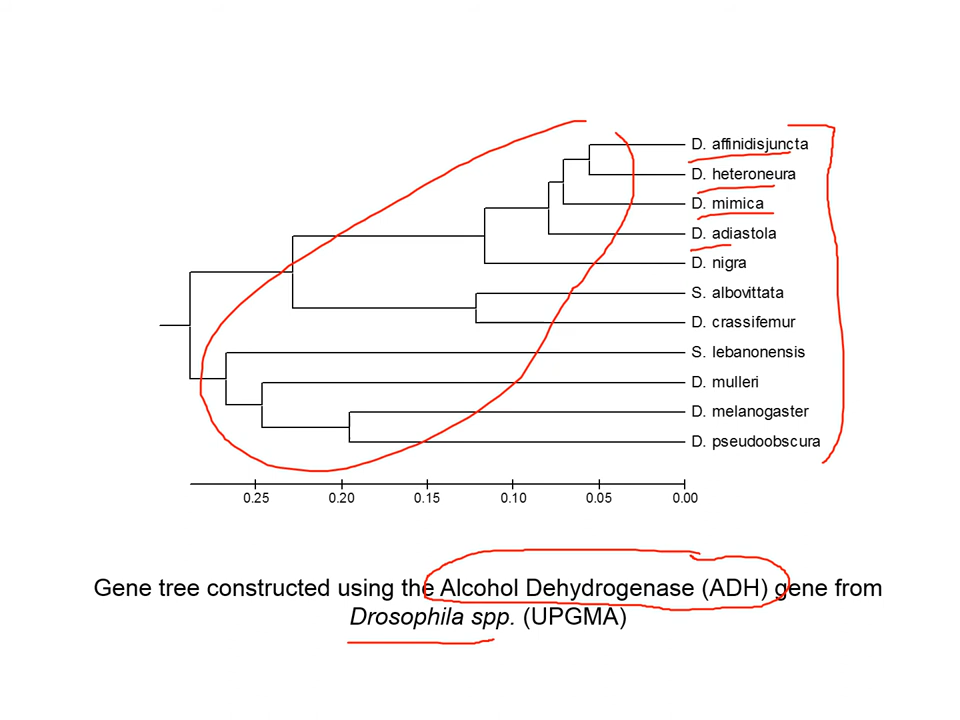 D. affinidisjuncta
D. heteroneura
D. mimica
D. adiastola
D. nigra
S. albovittata
D. crassifemur
S. lebanonensis
D. mulleri
D. melanogaster
D. pseudoobscura
0.25 0.20 0.15 0.10 0.05 0.00
Gene tree constructed using the Alcohol Dehydrogenase (ADH) gene from
Drosophila spp. (UPGMA)